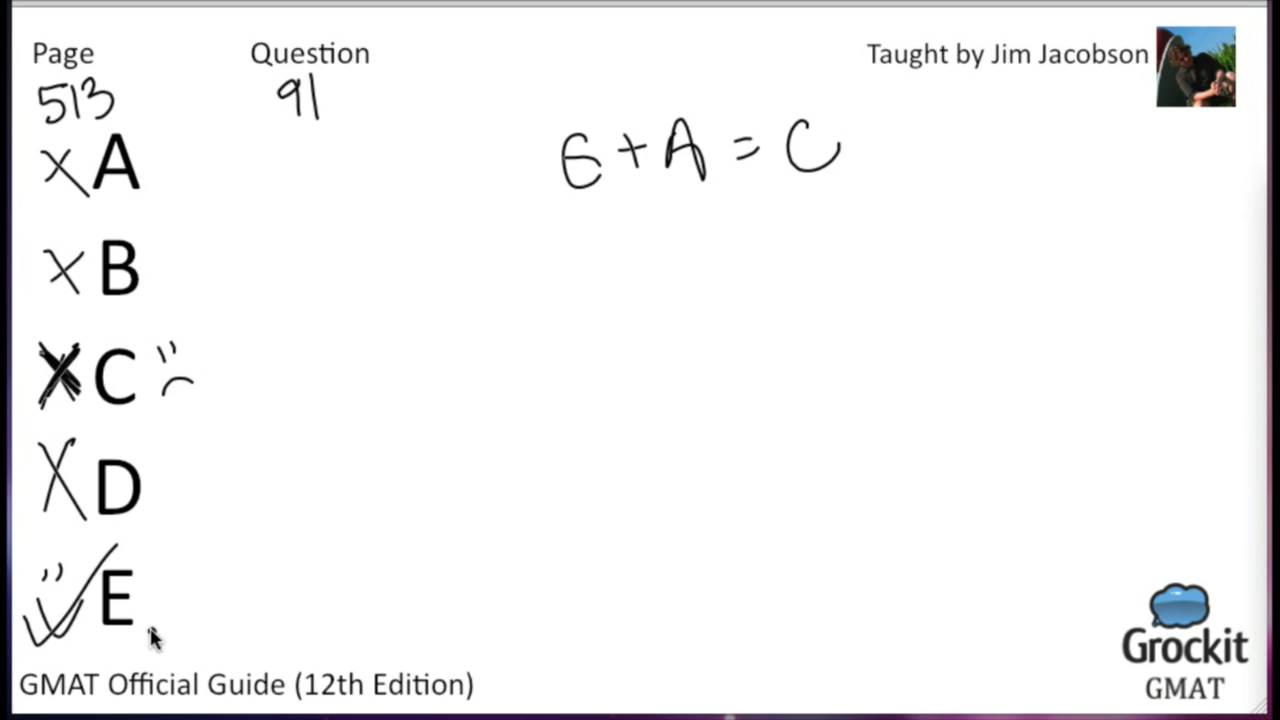 Page Question Taught by Jim Jacobson
513 91
E + A = C
X A
X B
X C
X D
✓ E
Grockit
GMAT
GMAT Official Guide (12th Edition)